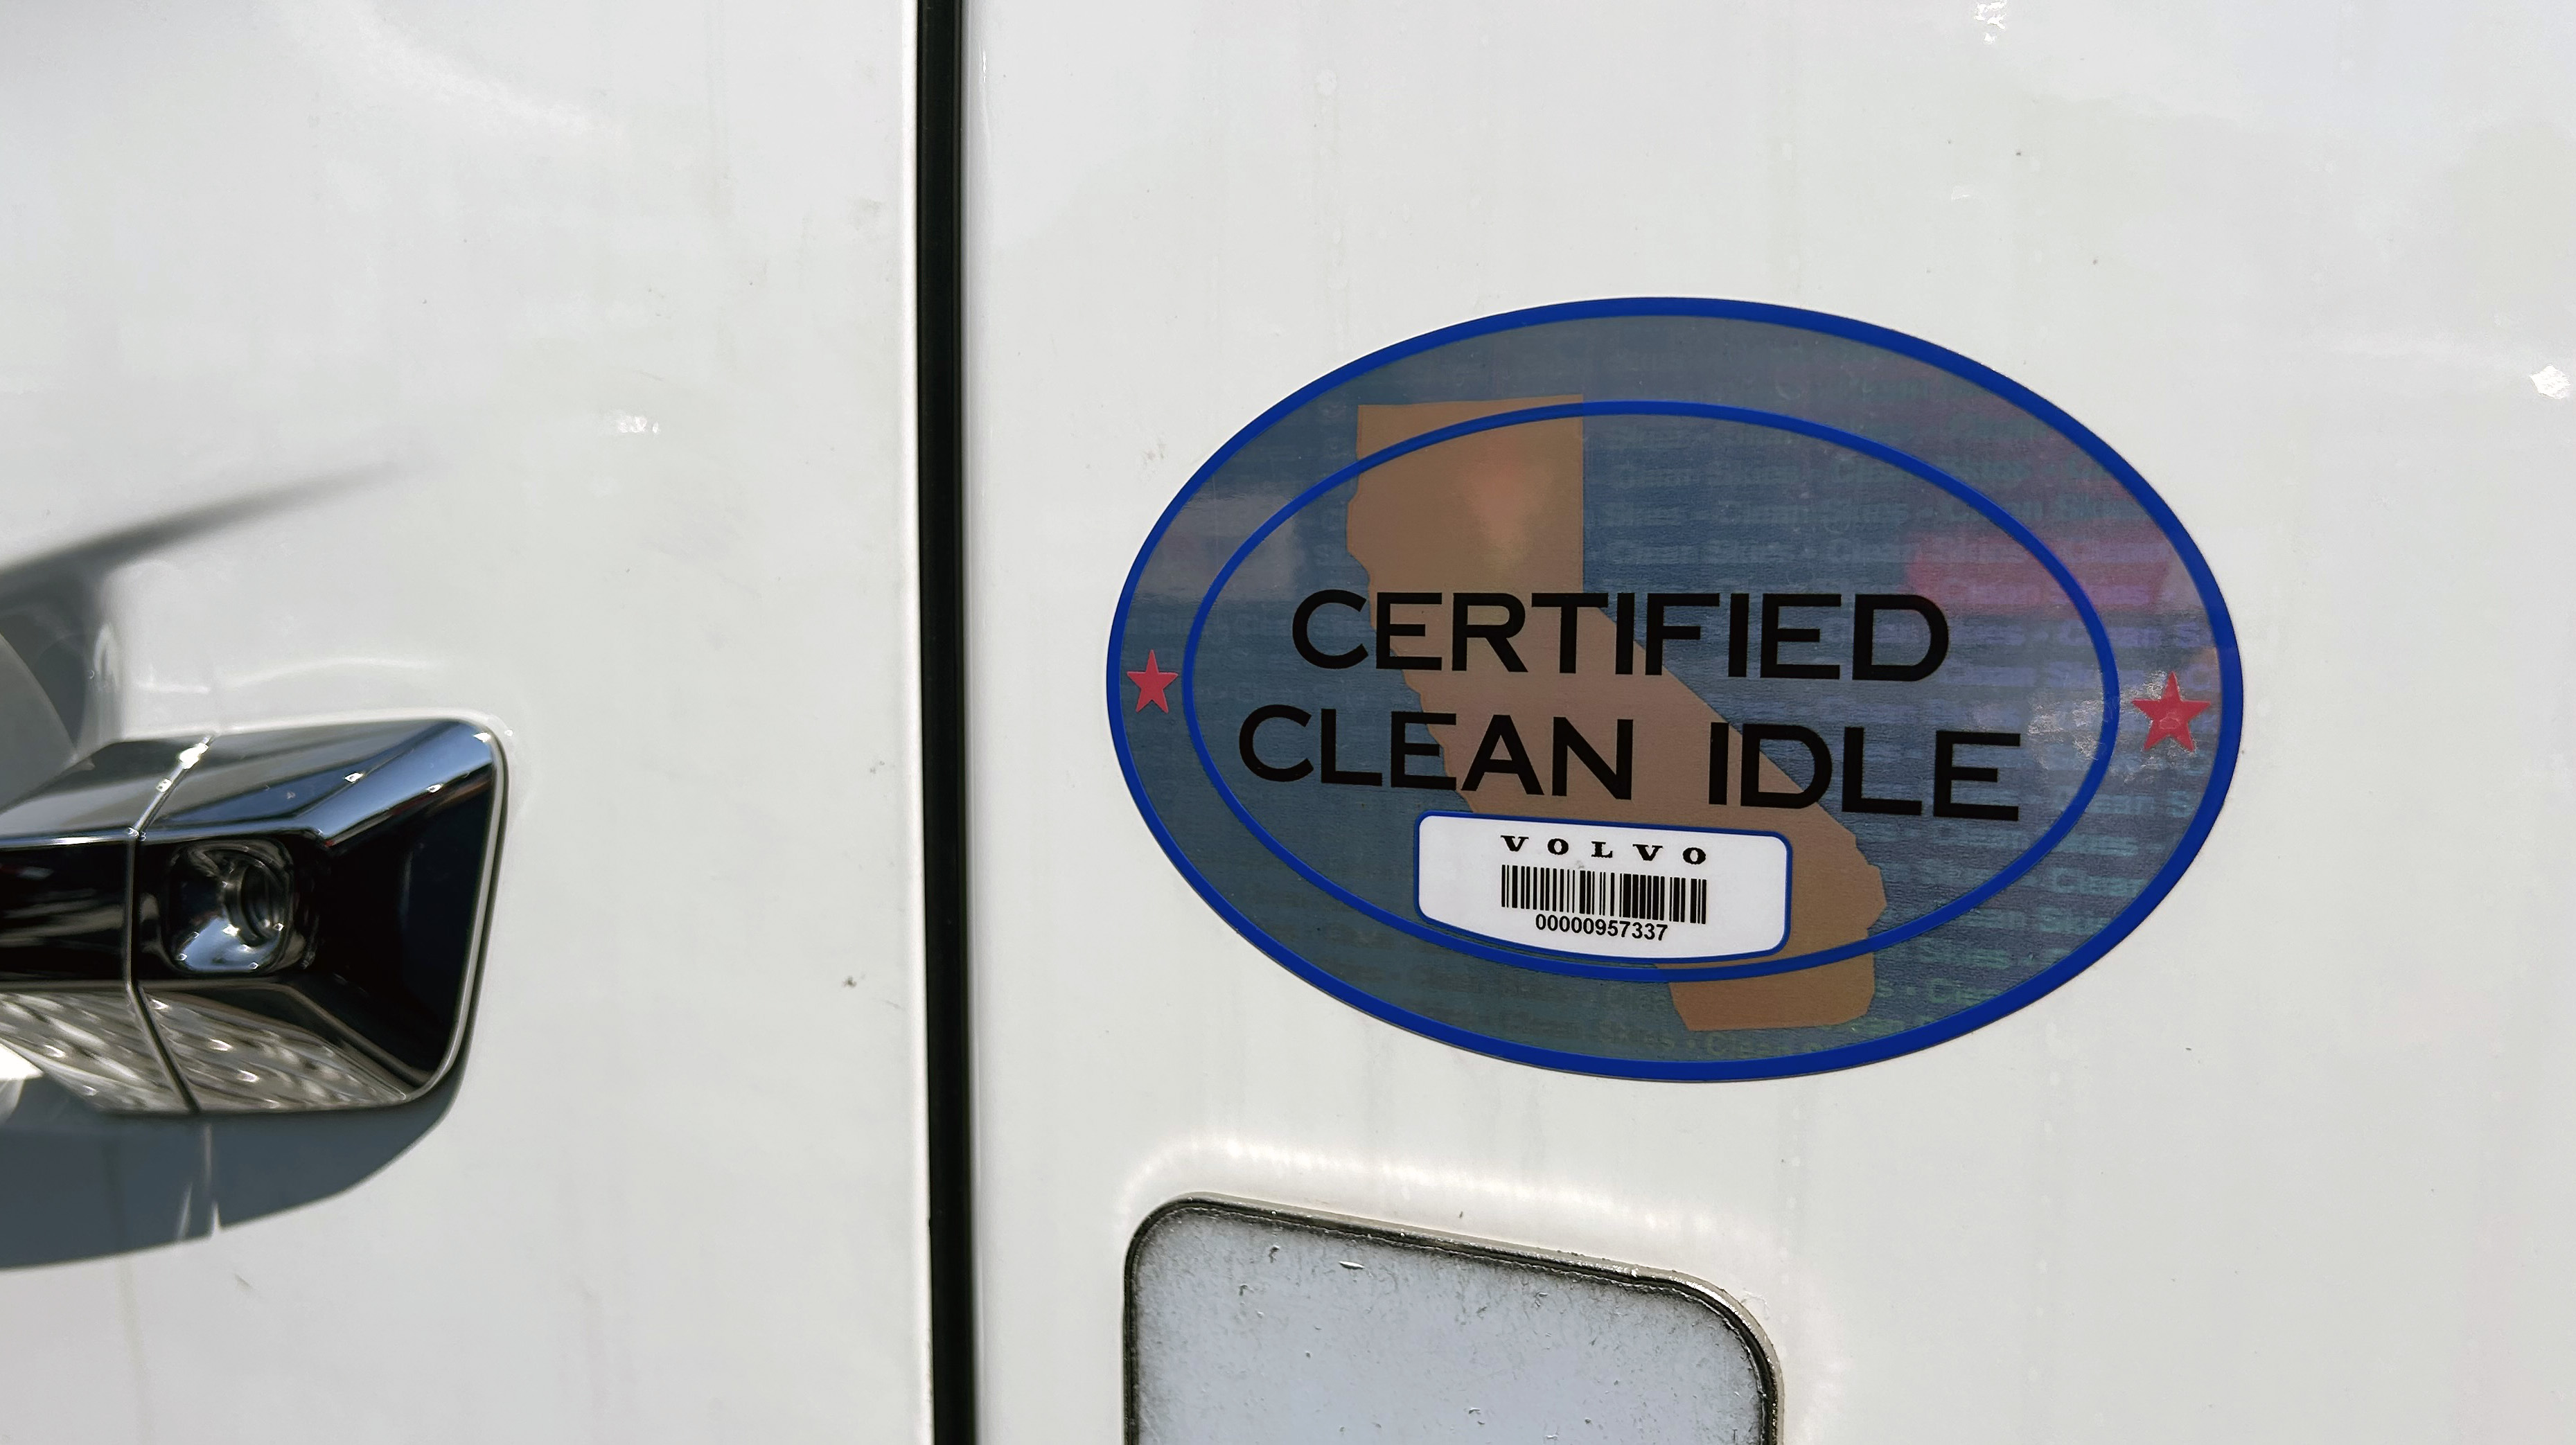 CERTIFIED
CLEAN IDLE
VOLVO
00000957337